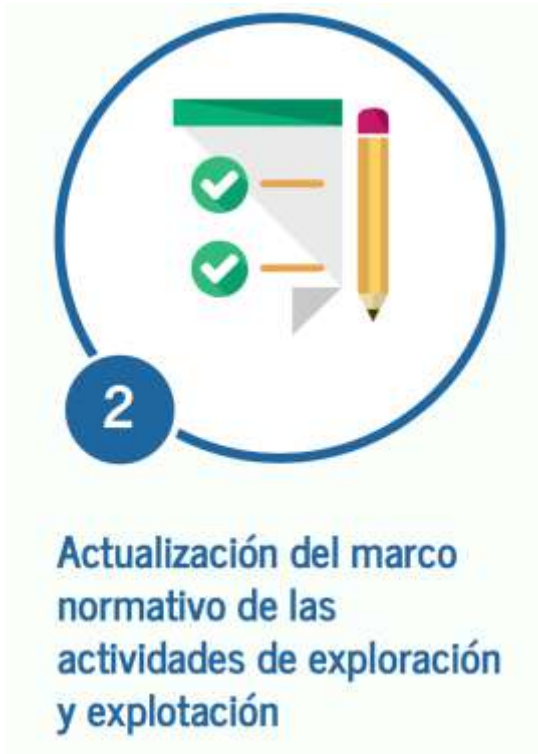 2
Actualización del marco
normativo de las
actividades de exploración
y explotación